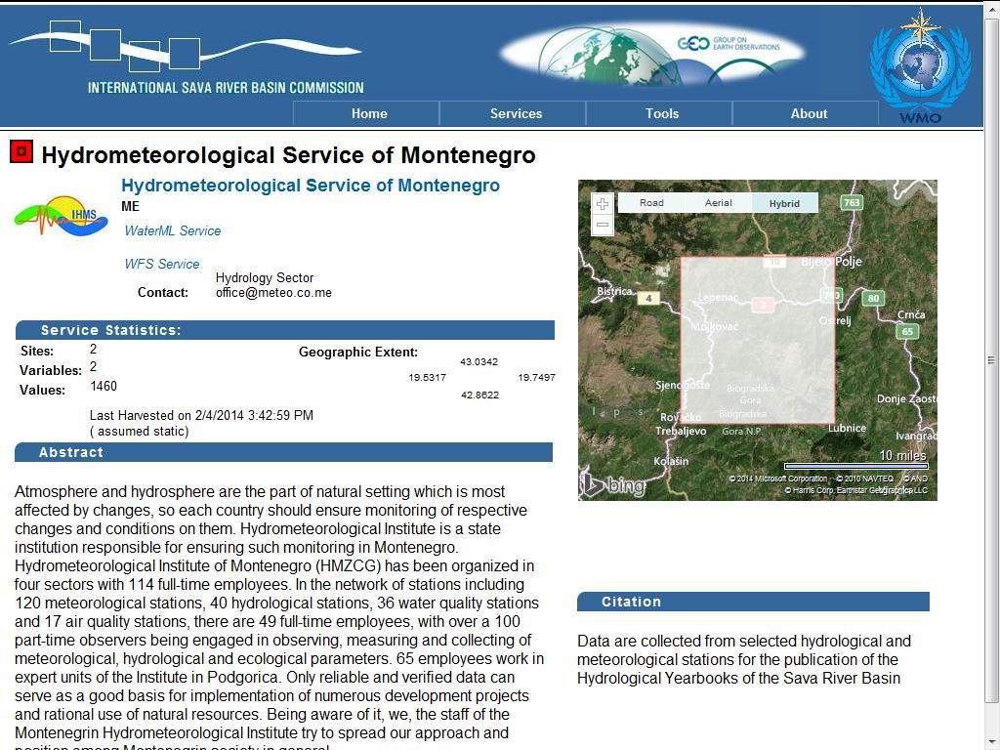 INTERNATIONAL SAVA RIVER BASIN COMMISSION
GEO GROUP ON
EARTH OBSERVATIONS
WMO
Home Services Tools About
Hydrometeorological Service of Montenegro
Hydrometeorological Service of Montenegro
ME
IHMS
WaterML Service
WFS Service
Hydrology Sector
Contact: office@meteo.co.me
Service Statistics:
Sites: 2
Variables: 2
Values: 1460
Geographic Extent:
43.0342
19.5317 19.7497
42.8622
Last Harvested on 2/4/2014 3:42:59 PM
( assumed static)
Abstract
Atmosphere and hydrosphere are the part of natural setting which is most
affected by changes, so each country should ensure monitoring of respective
changes and conditions on them. Hydrometeorological Institute is a state
institution responsible for ensuring such monitoring in Montenegro.
Hydrometeorological Institute of Montenegro (HMZCG) has been organized in
four sectors with 114 full-time employees. In the network of stations including
120 meteorological stations, 40 hydrological stations, 36 water quality stations
and 17 air quality stations, there are 49 full-time employees, with over a 100
part-time observers being engaged in observing, measuring and collecting of
meteorological, hydrological and ecological parameters. 65 employees work in
expert units of the Institute in Podgorica. Only reliable and verified data can
serve as a good basis for implementation of numerous development projects
and rational use of natural resources. Being aware of it, we, the staff of the
Montenegrin Hydrometeorological Institute try to spread our approach and
position among Montenegrin society in general
Road Aerial Hybrid
763
10
Bijelo Polje
Bistrica
4
Lepenac
2
760
80
Mojkovac
Ostrelj
Crnča
65
Sjenogošte
Biogradska
Gora
Donje Zaost
l p s
Rovačko
Trebaljevo
Biogradska
Gora N.P.
Lubnice
Ivangrad
Kolašin
10 miles
bing
© 2014 Microsoft Corporation © 2010 NAVTEQ © AND
© Harris Corp, Earthstar Geographics LLC
Citation
Data are collected from selected hydrological and
meteorological stations for the publication of the
Hydrological Yearbooks of the Sava River Basin